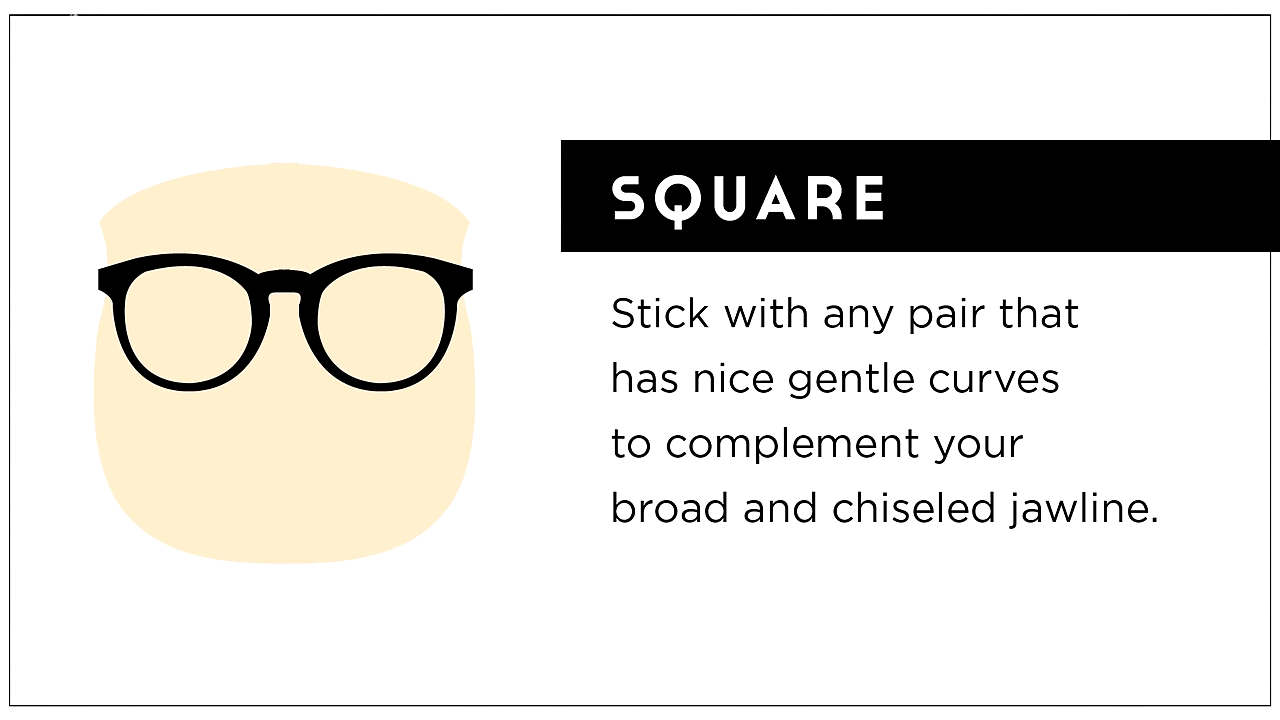 SQUARE
Stick with any pair that
has nice gentle curves
to complement your
broad and chiseled jawline.